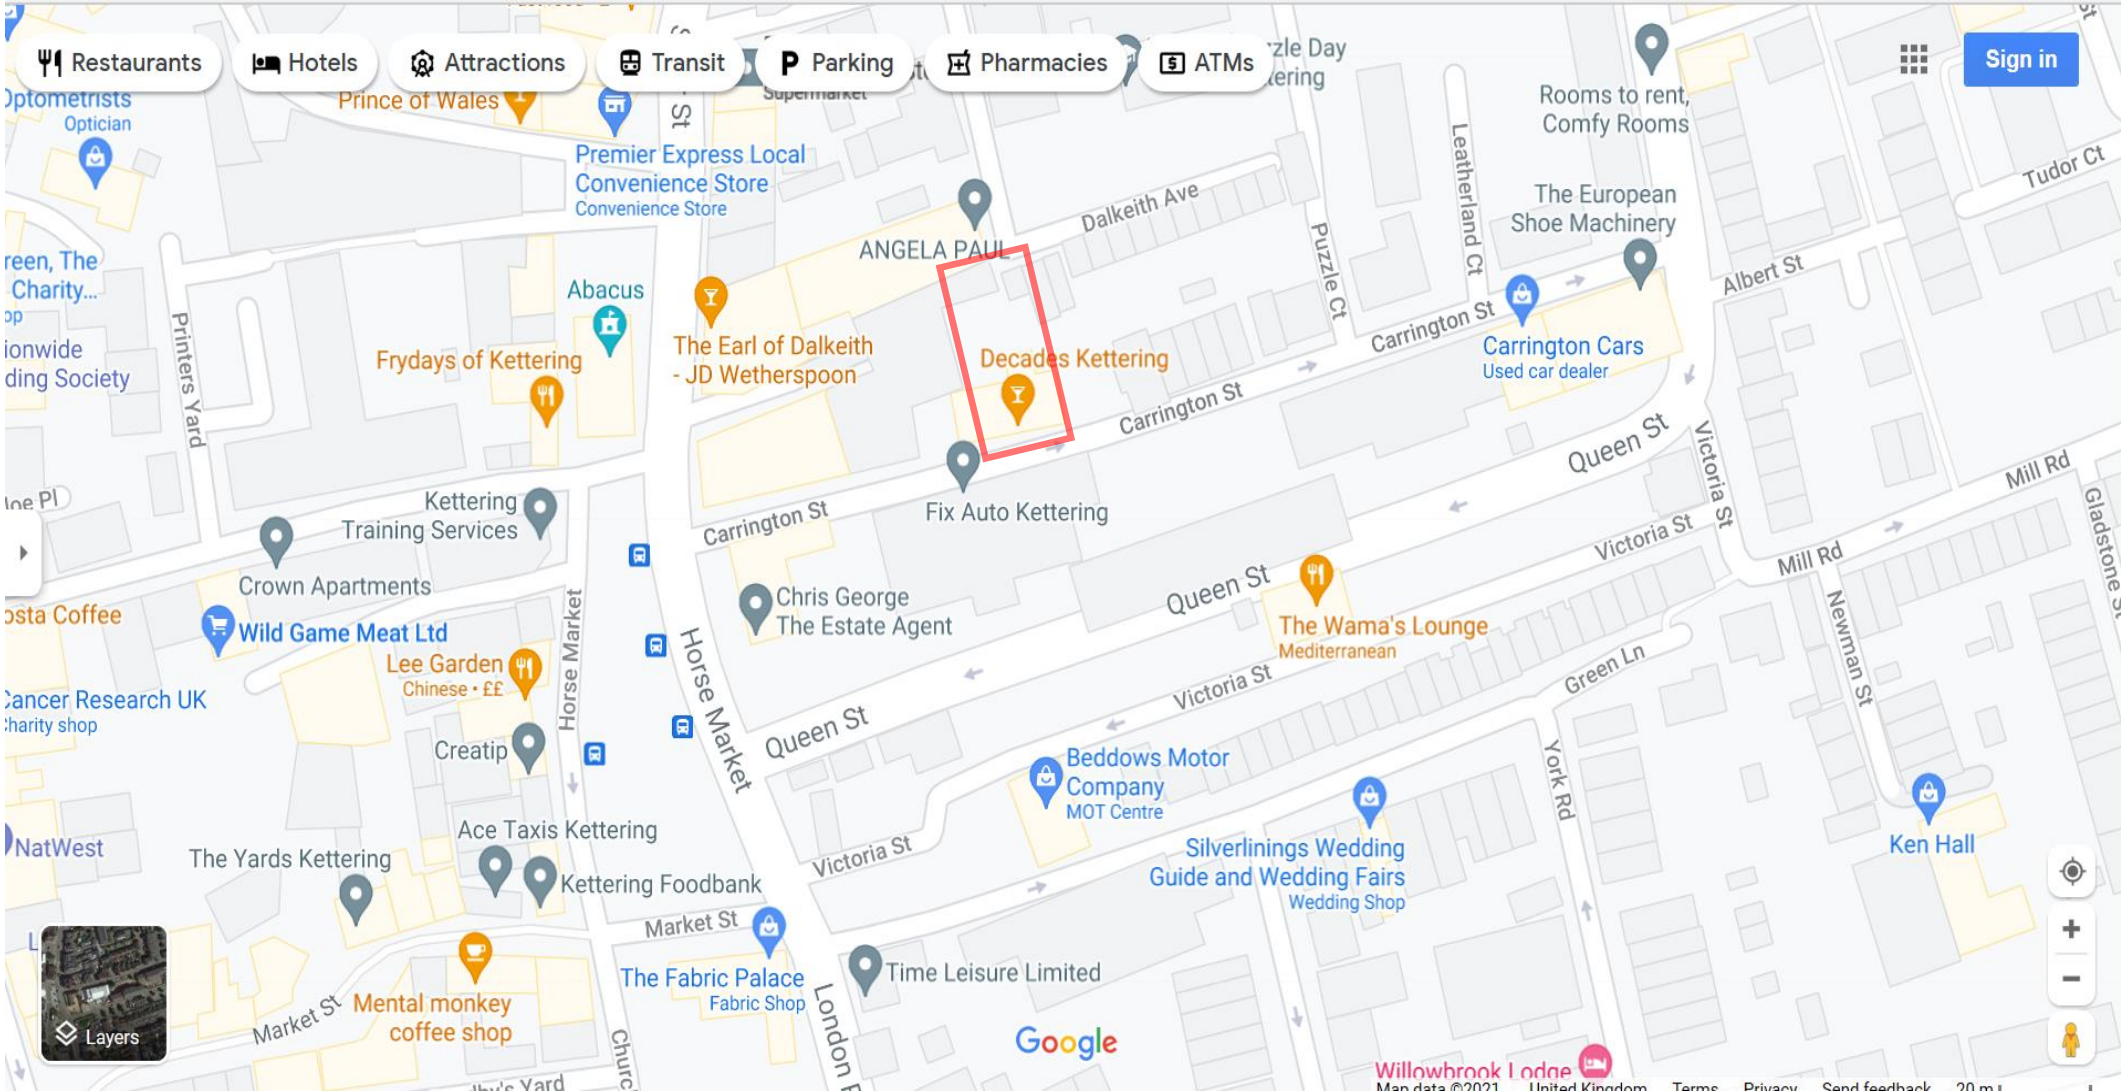 Restaurants
Hotels
Attractions
Transit
Parking
Pharmacies
ATMs
Sign in
Optometrists
Optician
Prince of Wales
St
Supermarket
Premier Express Local
Convenience Store
Convenience Store
Rooms to rent,
Comfy Rooms
Leatherland Ct
Tudor Ct
The European
Shoe Machinery
Dalkeith Ave
ANGELA PAUL
Puzzle Ct
Albert St
Charity...
Abacus
Printers Yard
Frydays of Kettering
The Earl of Dalkeith
- JD Wetherspoon
Decades Kettering
Carrington St
Carrington Cars
Used car dealer
Carrington St
Queen St
Victoria St
Mill Rd
Gladstone S
Kettering
Training Services
Carrington St
Fix Auto Kettering
Victoria St
Mill Rd
Crown Apartments
Wild Game Meat Ltd
Lee Garden
Chinese • ££
Horse Market
Chris George
The Estate Agent
Queen St
The Wama's Lounge
Mediterranean
Newman St
Green Ln
Cancer Research UK
Charity shop
Creatip
Horse Market
Queen St
Victoria St
Beddows Motor
Company
MOT Centre
York Rd
Ken Hall
NatWest
The Yards Kettering
Ace Taxis Kettering
Kettering Foodbank
Victoria St
Silverlinings Wedding
Guide and Wedding Fairs
Wedding Shop
Market St
The Fabric Palace
Fabric Shop
Time Leisure Limited
Layers
Market St
Mental monkey
coffee shop
London
Google
Willowbrook Lodge
Map data ©2021 United Kingdom Terms Privacy Send feedback 20 m